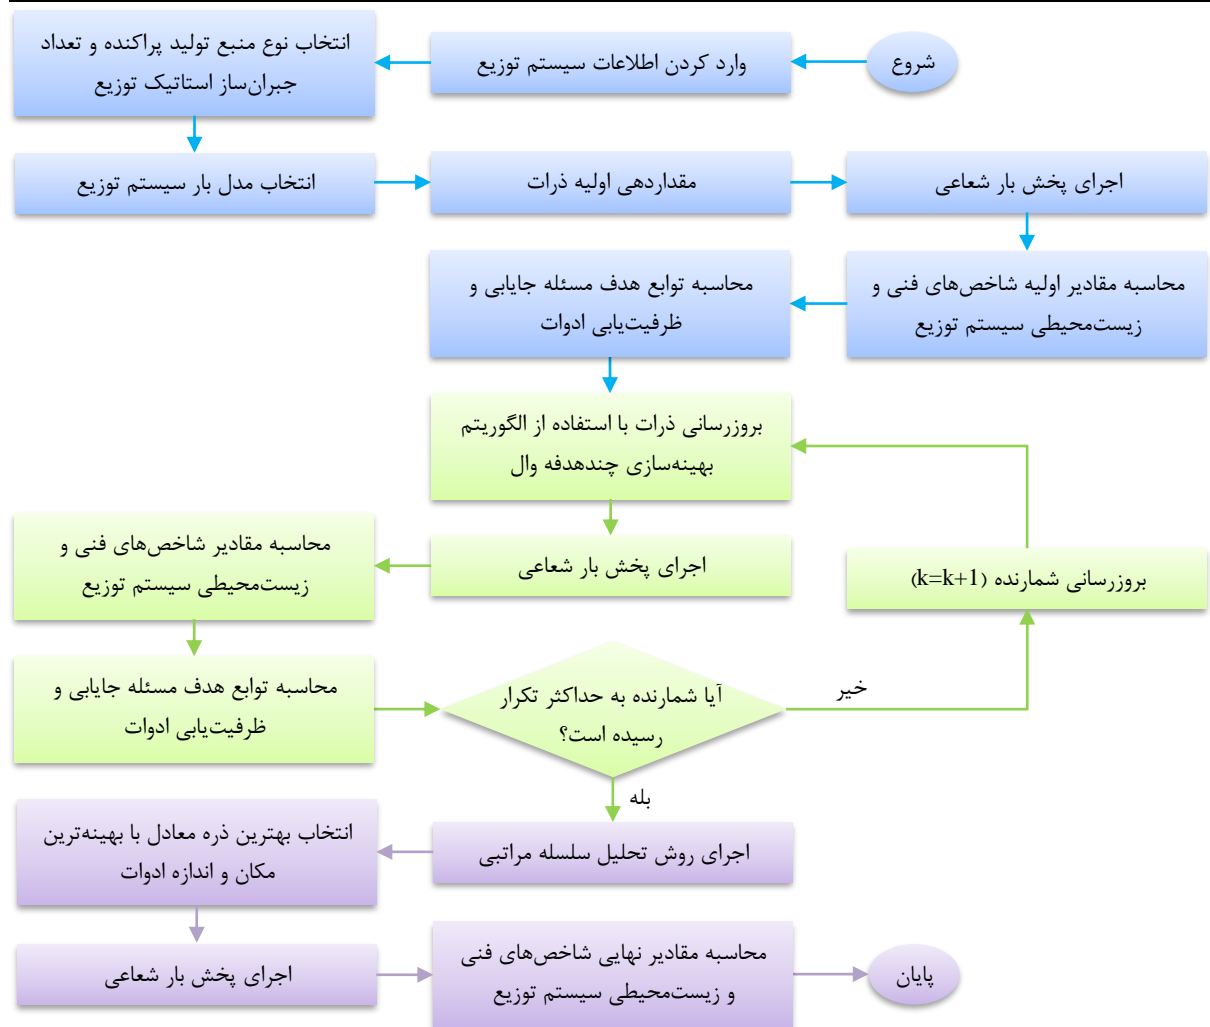 شروع
وارد کردن اطلاعات سیستم توزیع
انتخاب نوع منبع تولید پراکنده و تعداد
جبران‌ساز استاتیک توزیع
انتخاب مدل بار سیستم توزیع
مقداردهی اولیه ذرات
اجرای پخش بار شعاعی
محاسبه مقادیر اولیه شاخص‌های فنی و
زیست‌محیطی سیستم توزیع
محاسبه توابع هدف مسئله جایابی و
ظرفیت‌یابی ادوات
بروزرسانی ذرات با استفاده از الگوریتم
بهینه‌سازی چندهدفه وال
اجرای پخش بار شعاعی
محاسبه مقادیر شاخص‌های فنی و
زیست‌محیطی سیستم توزیع
محاسبه توابع هدف مسئله جایابی و
ظرفیت‌یابی ادوات
آیا شمارنده به حداکثر تکرار
رسیده است؟
خیر
بروزرسانی شمارنده (k=k+1)
بله
اجرای روش تحلیل سلسله مراتبی
انتخاب بهترین ذره معادل با بهینه‌ترین
مکان و اندازه ادوات
اجرای پخش بار شعاعی
محاسبه مقادیر نهایی شاخص‌های فنی
و زیست‌محیطی سیستم توزیع
پایان